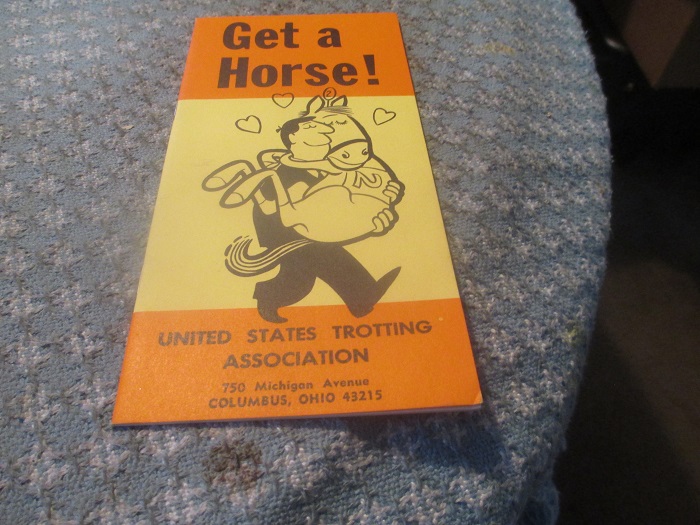 Get a
Horse!
UNITED STATES TROTTING
ASSOCIATION
750 Michigan Avenue
COLUMBUS, OHIO 43215